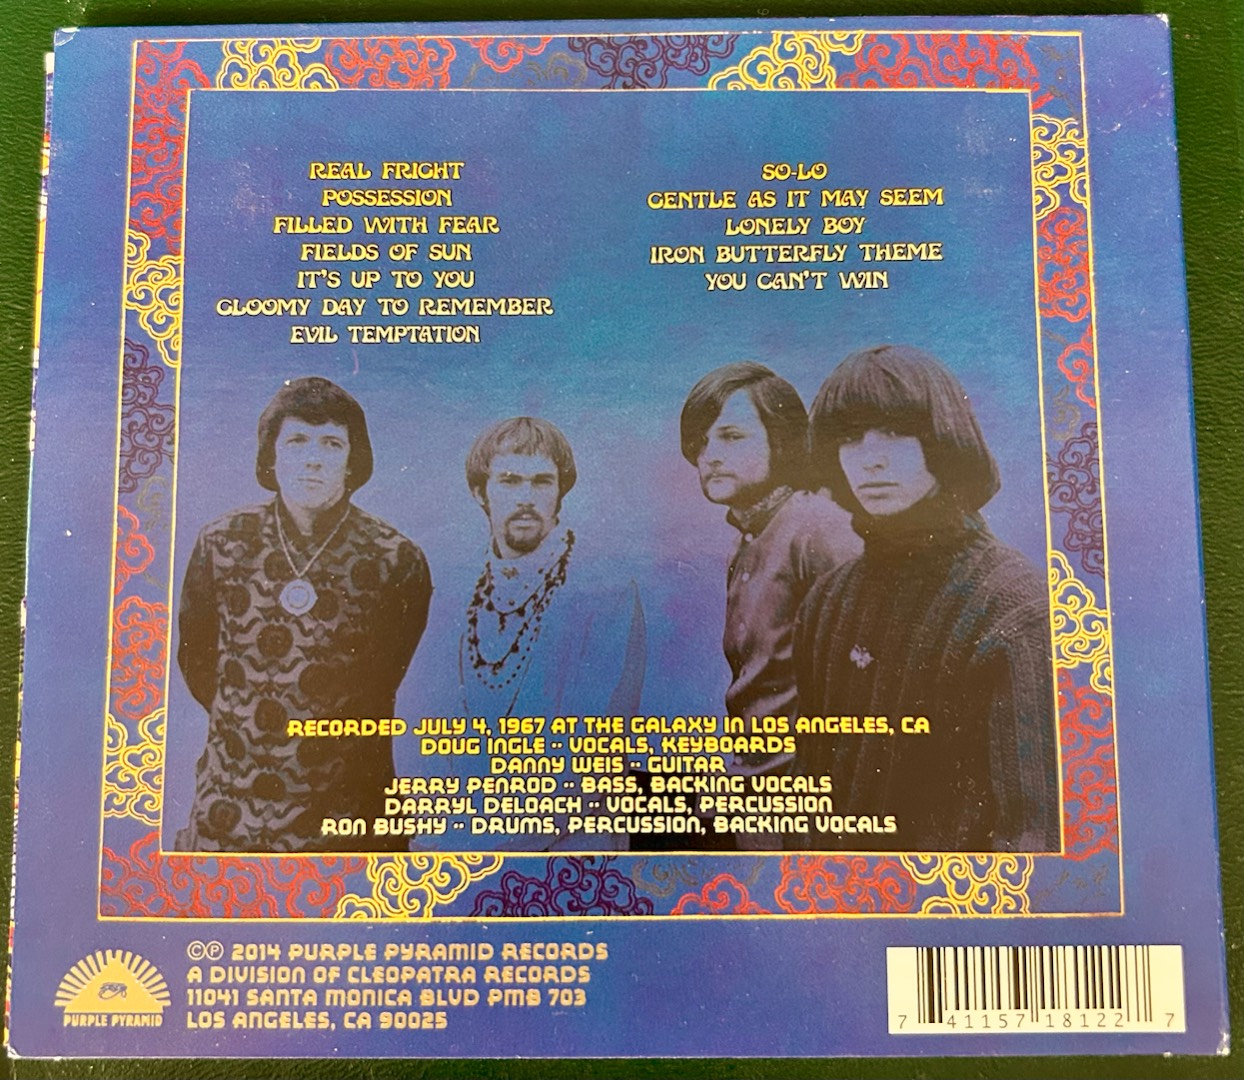 REAL FRIGHT
POSSESSION
FILLED WITH FEAR
FIELDS OF SUN
IT'S UP TO YOU
GLOOMY DAY TO REMEMBER
EVIL TEMPTATION
SO-LO
GENTLE AS IT MAY SEEM
LONELY BOY
IRON BUTTERFLY THEME
YOU CAN'T WIN
RECORDED JULY 4, 1967 AT THE GALAXY IN LOS ANGELES, CA
DOUG INGLE ·· VOCALS, KEYBOARDS
DANNY WEIS ·· GUITAR
JERRY PENROD ·· BASS, BACKING VOCALS
DARRYL DELOACH ·· VOCALS, PERCUSSION
RON BUSHY ·· DRUMS, PERCUSSION, BACKING VOCALS
©℗ 2014 PURPLE PYRAMID RECORDS
A DIVISION OF CLEOPATRA RECORDS
11041 SANTA MONICA BLVD PMB 703
LOS ANGELES, CA 90025
PURPLE PYRAMID
7 41157 18122 7